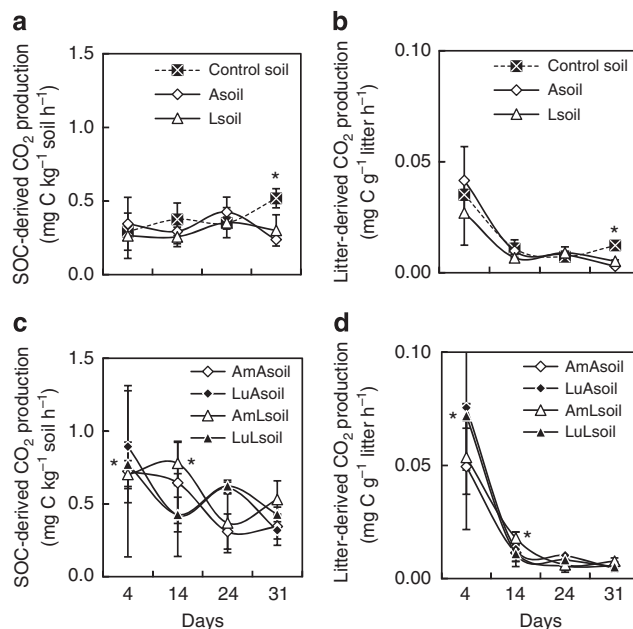 a
SOC-derived CO₂ production
(mg C kg⁻¹ soil h⁻¹)
1.5
1.0
0.5
0.0
Control soil
Asoil
Lsoil
*
b
Litter-derived CO₂ production
(mg C g⁻¹ litter h⁻¹)
0.10
0.05
0.00
Control soil
Asoil
Lsoil
*
c
SOC-derived CO₂ production
(mg C kg⁻¹ soil h⁻¹)
1.5
1.0
0.5
0.0
AmAsoil
LuAsoil
AmLsoil
LuLsoil
* *
4 14 24 31
Days
d
Litter-derived CO₂ production
(mg C g⁻¹ litter h⁻¹)
0.10
0.05
0.00
AmAsoil
LuAsoil
AmLsoil
LuLsoil
*
*
4 14 24 31
Days